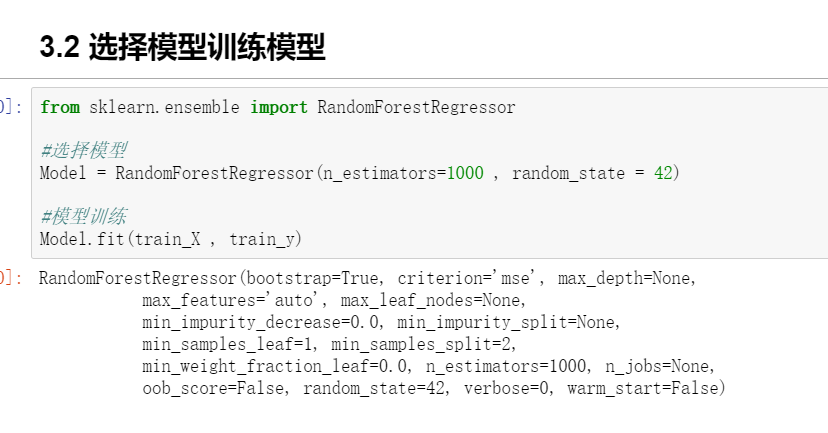 3.2 选择模型训练模型
]:
from sklearn.ensemble import RandomForestRegressor
#选择模型
Model = RandomForestRegressor(n_estimators=1000 , random_state = 42)
#模型训练
Model.fit(train_X , train_y)
]:
RandomForestRegressor(bootstrap=True, criterion='mse', max_depth=None,
max_features='auto', max_leaf_nodes=None,
min_impurity_decrease=0.0, min_impurity_split=None,
min_samples_leaf=1, min_samples_split=2,
min_weight_fraction_leaf=0.0, n_estimators=1000, n_jobs=None,
oob_score=False, random_state=42, verbose=0, warm_start=False)